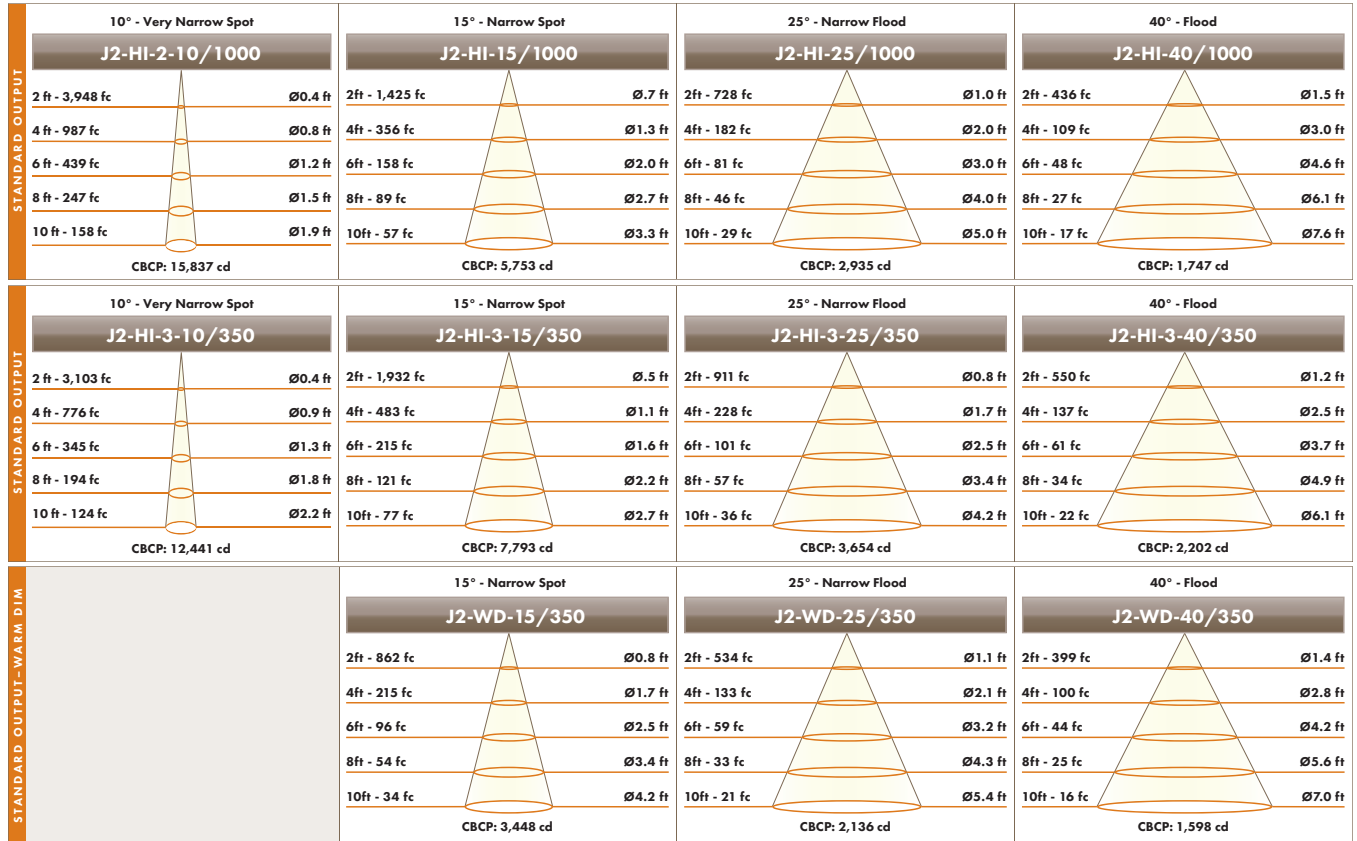 STANDARD OUTPUT
10° - Very Narrow Spot
J2-HI-2-10/1000
2 ft - 3,948 fc Ø0.4 ft
4 ft - 987 fc Ø0.8 ft
6 ft - 439 fc Ø1.2 ft
8 ft - 247 fc Ø1.5 ft
10 ft - 158 fc Ø1.9 ft
CBCP: 15,837 cd
15° - Narrow Spot
J2-HI-15/1000
2ft - 1,425 fc Ø.7 ft
4ft - 356 fc Ø1.3 ft
6ft - 158 fc Ø2.0 ft
8ft - 89 fc Ø2.7 ft
10ft - 57 fc Ø3.3 ft
CBCP: 5,753 cd
25° - Narrow Flood
J2-HI-25/1000
2ft - 728 fc Ø1.0 ft
4ft - 182 fc Ø2.0 ft
6ft - 81 fc Ø3.0 ft
8ft - 46 fc Ø4.0 ft
10ft - 29 fc Ø5.0 ft
CBCP: 2,935 cd
40° - Flood
J2-HI-40/1000
2ft - 436 fc Ø1.5 ft
4ft - 109 fc Ø3.0 ft
6ft - 48 fc Ø4.6 ft
8ft - 27 fc Ø6.1 ft
10ft - 17 fc Ø7.6 ft
CBCP: 1,747 cd
STANDARD OUTPUT
10° - Very Narrow Spot
J2-HI-3-10/350
2 ft - 3,103 fc Ø0.4 ft
4 ft - 776 fc Ø0.9 ft
6 ft - 345 fc Ø1.3 ft
8 ft - 194 fc Ø1.8 ft
10 ft - 124 fc Ø2.2 ft
CBCP: 12,441 cd
15° - Narrow Spot
J2-HI-3-15/350
2ft - 1,932 fc Ø.5 ft
4ft - 483 fc Ø1.1 ft
6ft - 215 fc Ø1.6 ft
8ft - 121 fc Ø2.2 ft
10ft - 77 fc Ø2.7 ft
CBCP: 7,793 cd
25° - Narrow Flood
J2-HI-3-25/350
2ft - 911 fc Ø0.8 ft
4ft - 228 fc Ø1.7 ft
6ft - 101 fc Ø2.5 ft
8ft - 57 fc Ø3.4 ft
10ft - 36 fc Ø4.2 ft
CBCP: 3,654 cd
40° - Flood
J2-HI-3-40/350
2ft - 550 fc Ø1.2 ft
4ft - 137 fc Ø2.5 ft
6ft - 61 fc Ø3.7 ft
8ft - 34 fc Ø4.9 ft
10ft - 22 fc Ø6.1 ft
CBCP: 2,202 cd
STANDARD OUTPUT–WARM DIM
15° - Narrow Spot
J2-WD-15/350
2ft - 862 fc Ø0.8 ft
4ft - 215 fc Ø1.7 ft
6ft - 96 fc Ø2.5 ft
8ft - 54 fc Ø3.4 ft
10ft - 34 fc Ø4.2 ft
CBCP: 3,448 cd
25° - Narrow Flood
J2-WD-25/350
2ft - 534 fc Ø1.1 ft
4ft - 133 fc Ø2.1 ft
6ft - 59 fc Ø3.2 ft
8ft - 33 fc Ø4.3 ft
10ft - 21 fc Ø5.4 ft
CBCP: 2,136 cd
40° - Flood
J2-WD-40/350
2ft - 399 fc Ø1.4 ft
4ft - 100 fc Ø2.8 ft
6ft - 44 fc Ø4.2 ft
8ft - 25 fc Ø5.6 ft
10ft - 16 fc Ø7.0 ft
CBCP: 1,598 cd